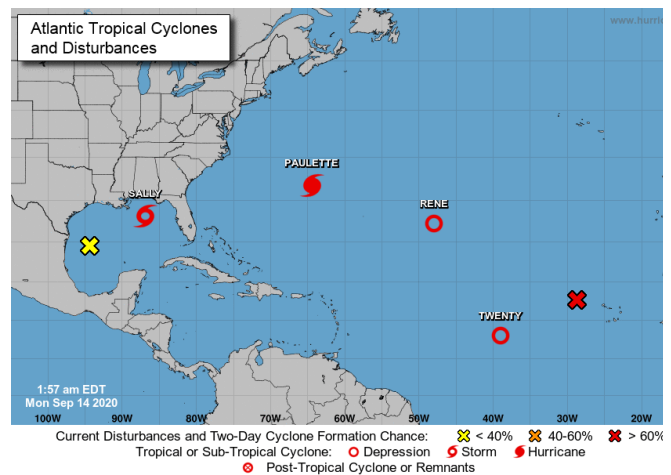 Atlantic Tropical Cyclones
and Disturbances
www.hurric
PAULETTE
SALLY
RENE
TWENTY
1:57 am EDT
Mon Sep 14 2020
100W 90W 80W 70W 60W 50W 40W 30W
Current Disturbances and Two-Day Cyclone Formation Chance: < 40% 40-60% > 60%
Tropical or Sub-Tropical Cyclone: Depression Storm Hurricane
Post-Tropical Cyclone or Remnants